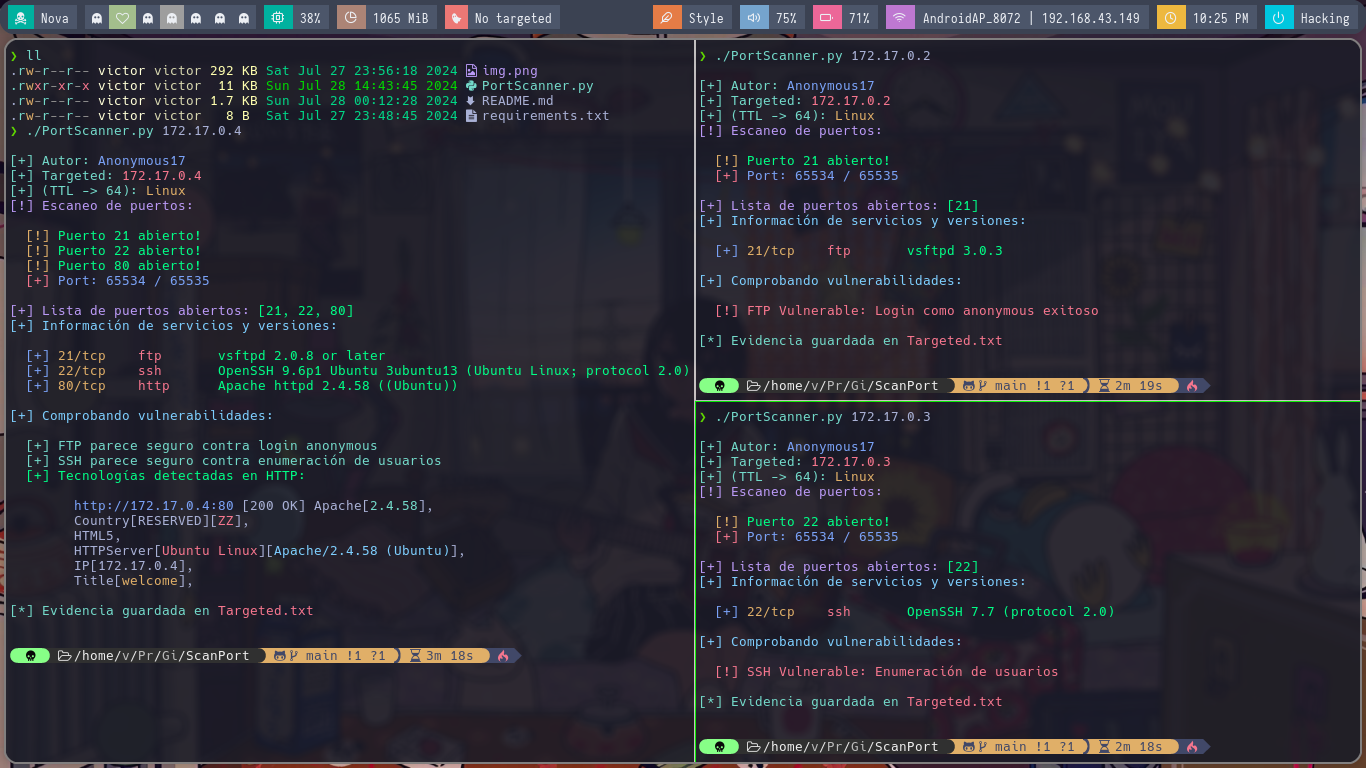 Nova 38% 1065 MiB No targeted Style 75% 71% AndroidAP_8072 | 192.168.43.149 10:25 PM Hacking
❯ ll
.rw-r--r-- victor victor 292 KB Sat Jul 27 23:56:18 2024 img.png
.rwxr-xr-x victor victor 11 KB Sun Jul 28 14:43:45 2024 PortScanner.py
.rw-r--r-- victor victor 1.7 KB Sun Jul 28 00:12:28 2024 README.md
.rw-r--r-- victor victor 8 B Sat Jul 27 23:48:45 2024 requirements.txt
❯ ./PortScanner.py 172.17.0.4
[+] Autor: Anonymous17
[+] Targeted: 172.17.0.4
[+] (TTL -> 64): Linux
[!] Escaneo de puertos:
[!] Puerto 21 abierto!
[!] Puerto 22 abierto!
[!] Puerto 80 abierto!
[+] Port: 65534 / 65535
[+] Lista de puertos abiertos: [21, 22, 80]
[+] Información de servicios y versiones:
[+] 21/tcp ftp vsftpd 2.0.8 or later
[+] 22/tcp ssh OpenSSH 9.6p1 Ubuntu 3ubuntu13 (Ubuntu Linux; protocol 2.0)
[+] 80/tcp http Apache httpd 2.4.58 ((Ubuntu))
[+] Comprobando vulnerabilidades:
[+] FTP parece seguro contra login anonymous
[+] SSH parece seguro contra enumeración de usuarios
[+] Tecnologías detectadas en HTTP:
http://172.17.0.4:80 [200 OK] Apache[2.4.58],
Country[RESERVED][ZZ],
HTML5,
HTTPServer[Ubuntu Linux][Apache/2.4.58 (Ubuntu)],
IP[172.17.0.4],
Title[welcome],
[*] Evidencia guardada en Targeted.txt
/home/v/Pr/Gi/ScanPort main !1 ?1 3m 18s
❯ ./PortScanner.py 172.17.0.2
[+] Autor: Anonymous17
[+] Targeted: 172.17.0.2
[+] (TTL -> 64): Linux
[!] Escaneo de puertos:
[!] Puerto 21 abierto!
[+] Port: 65534 / 65535
[+] Lista de puertos abiertos: [21]
[+] Información de servicios y versiones:
[+] 21/tcp ftp vsftpd 3.0.3
[+] Comprobando vulnerabilidades:
[!] FTP Vulnerable: Login como anonymous exitoso
[*] Evidencia guardada en Targeted.txt
/home/v/Pr/Gi/ScanPort main !1 ?1 2m 19s
❯ ./PortScanner.py 172.17.0.3
[+] Autor: Anonymous17
[+] Targeted: 172.17.0.3
[+] (TTL -> 64): Linux
[!] Escaneo de puertos:
[!] Puerto 22 abierto!
[+] Port: 65534 / 65535
[+] Lista de puertos abiertos: [22]
[+] Información de servicios y versiones:
[+] 22/tcp ssh OpenSSH 7.7 (protocol 2.0)
[+] Comprobando vulnerabilidades:
[!] SSH Vulnerable: Enumeración de usuarios
[*] Evidencia guardada en Targeted.txt
/home/v/Pr/Gi/ScanPort main !1 ?1 2m 18s